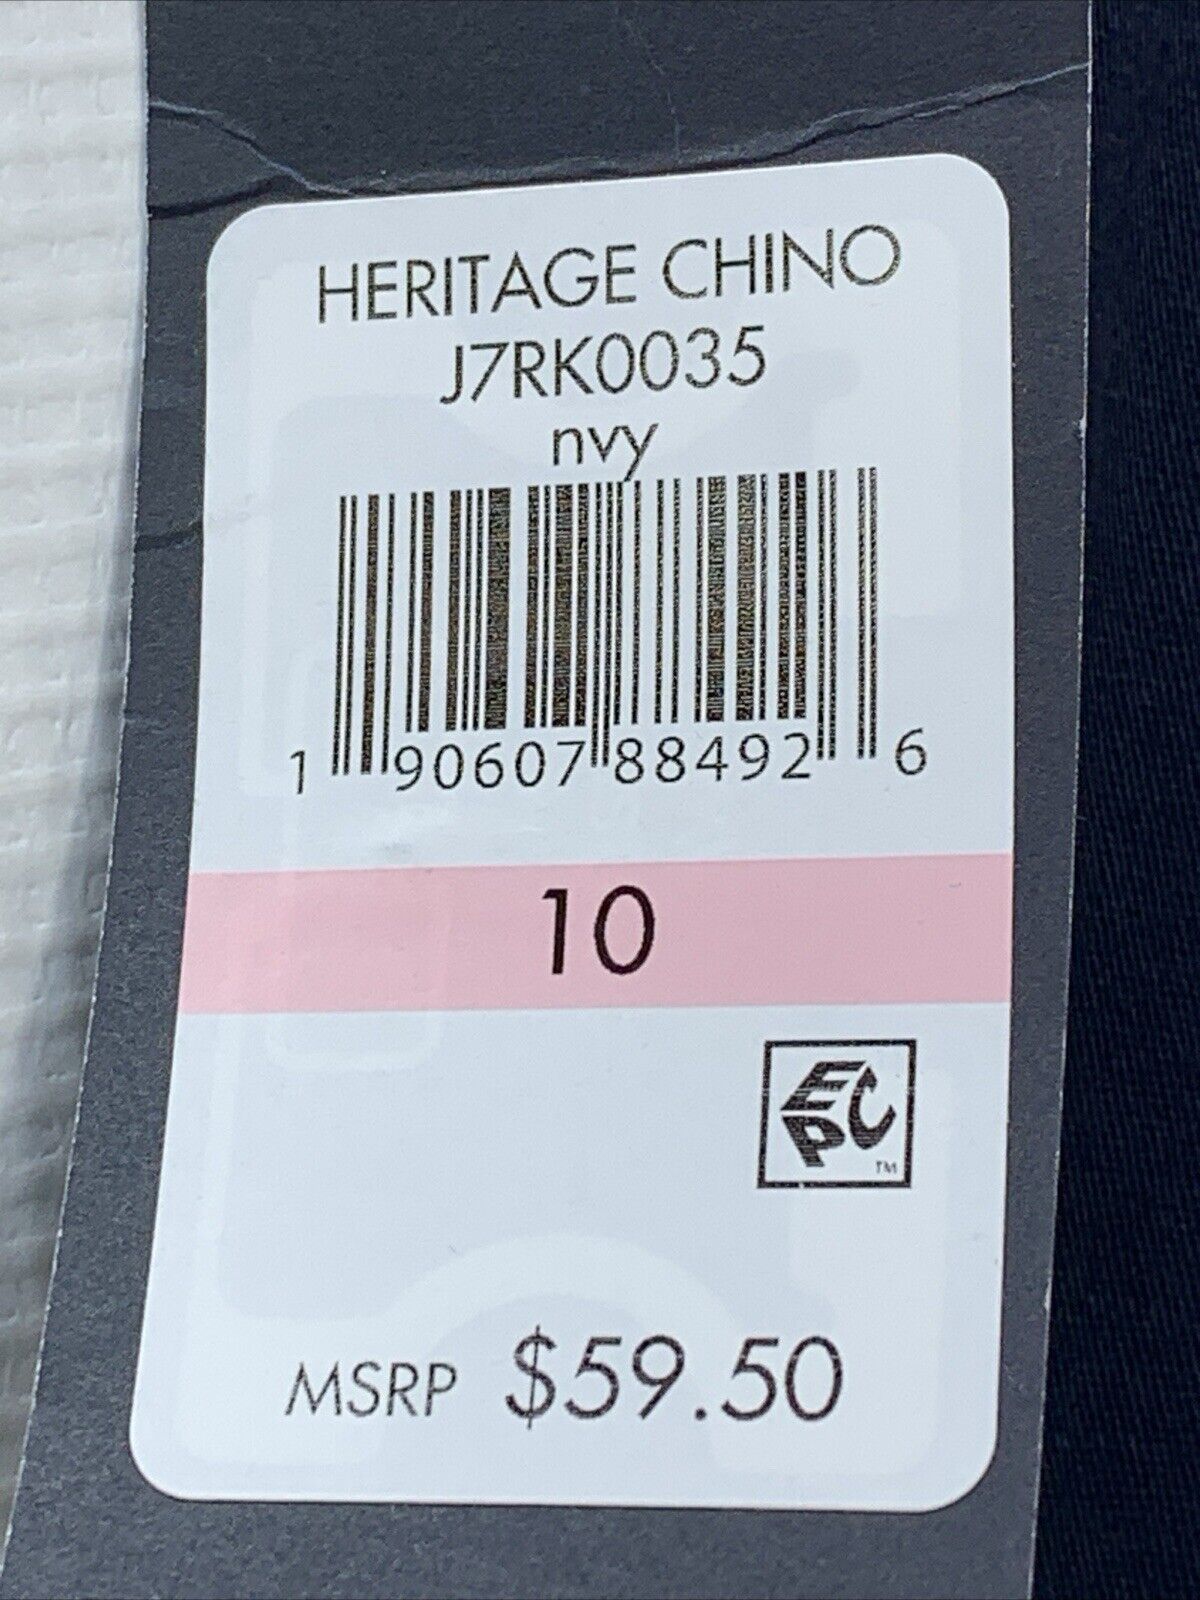 HERITAGE CHINO
J7RK0035
nvy
1 90607 88492 6
10
EPC
TM
MSRP $59.50